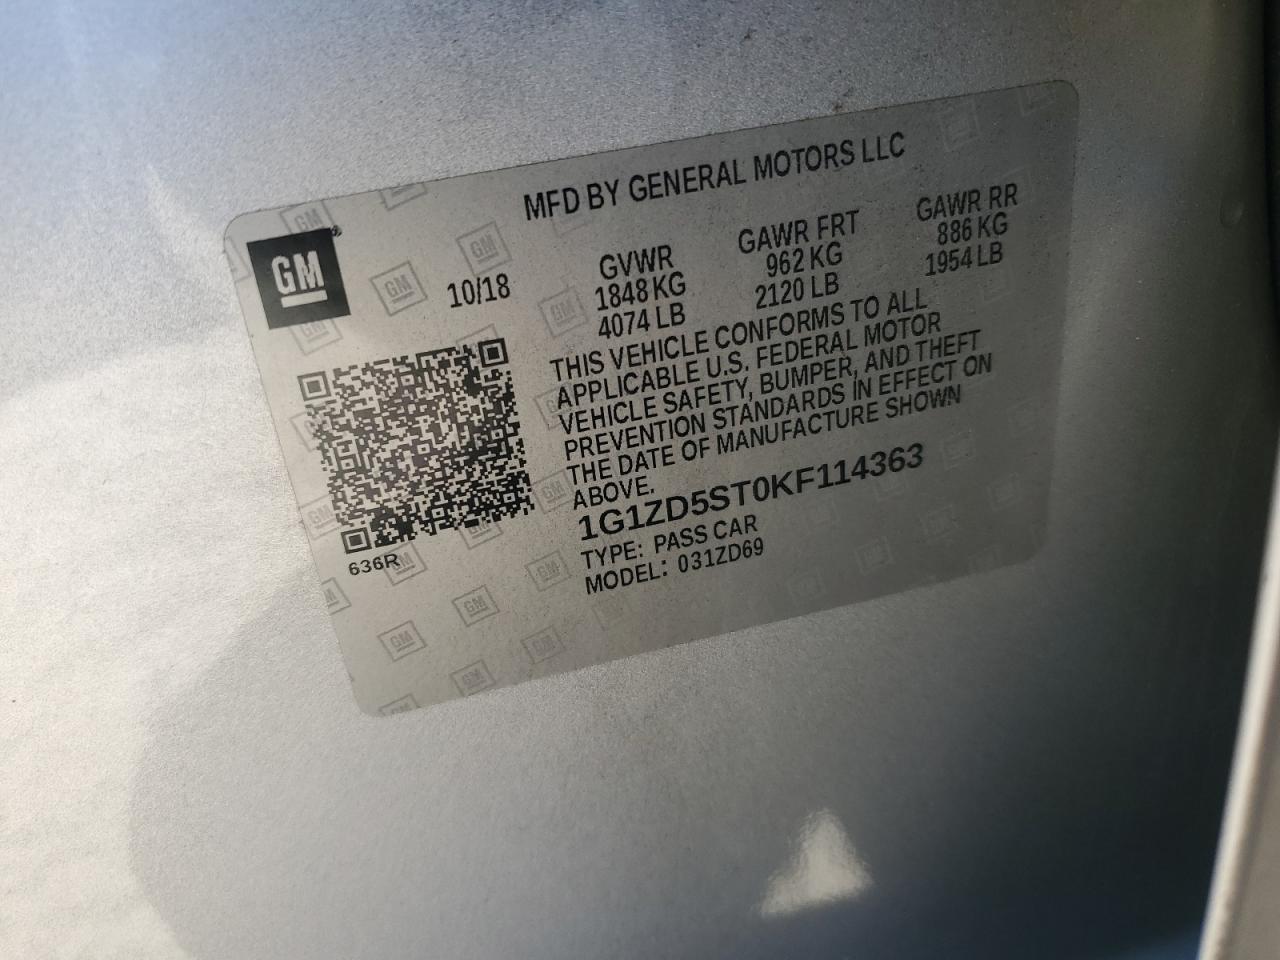 MFD BY GENERAL MOTORS LLC
GM®
10/18
GVWR
1848 KG
4074 LB
GAWR FRT
962 KG
2120 LB
GAWR RR
886 KG
1954 LB
THIS VEHICLE CONFORMS TO ALL
APPLICABLE U.S. FEDERAL MOTOR
VEHICLE SAFETY, BUMPER, AND THEFT
PREVENTION STANDARDS IN EFFECT ON
THE DATE OF MANUFACTURE SHOWN
ABOVE.
1G1ZD5ST0KF114363
TYPE: PASS CAR
MODEL: 031ZD69
636R